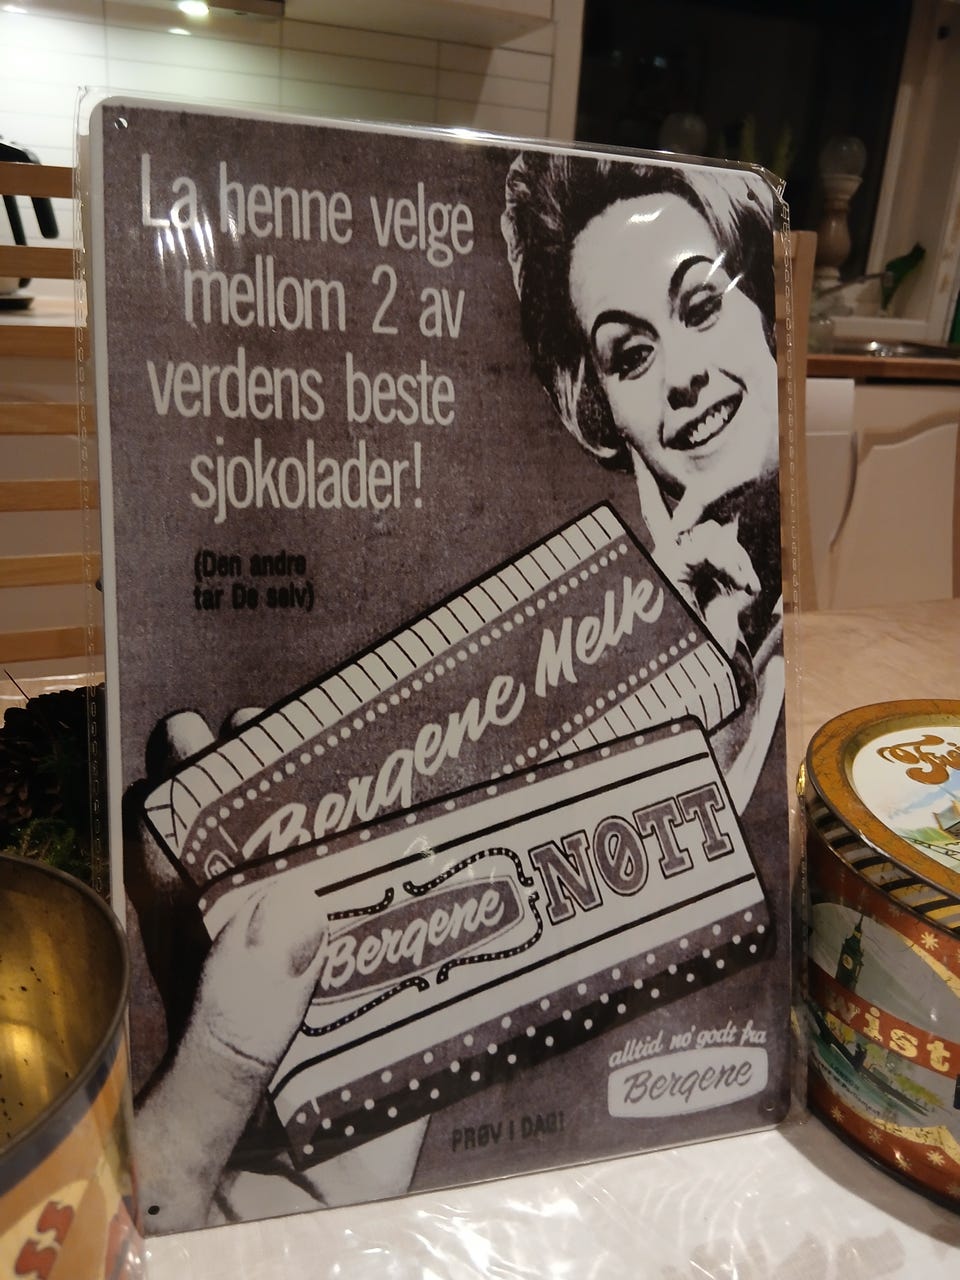 La henne velge
mellom 2 av
verdens beste
sjokolader!
(Den andre
tar De selv)
Bergene Melk
Bergene NØTT
alltid no' godt fra
Bergene
PRØV I DAG!